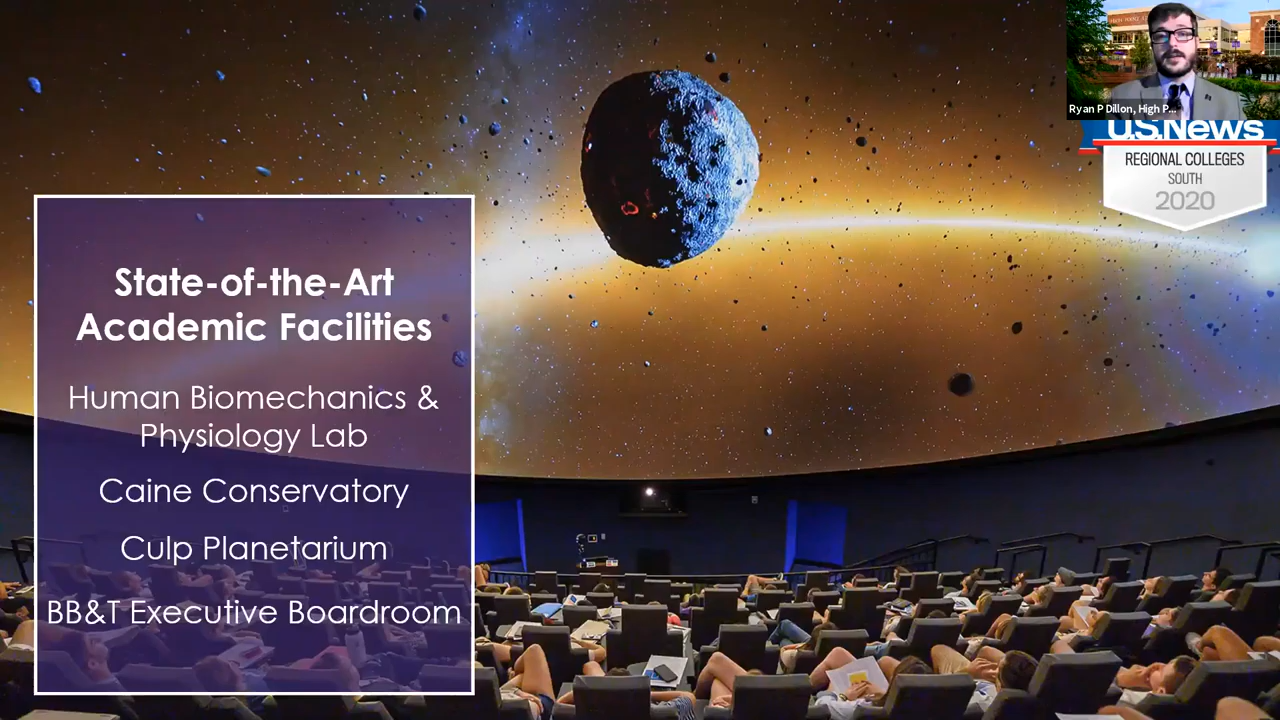 State-of-the-Art
Academic Facilities
Human Biomechanics &
Physiology Lab
Caine Conservatory
Culp Planetarium
BB&T Executive Boardroom
Ryan P Dillon, High P...
U.S.News
REGIONAL COLLEGES
SOUTH
2020